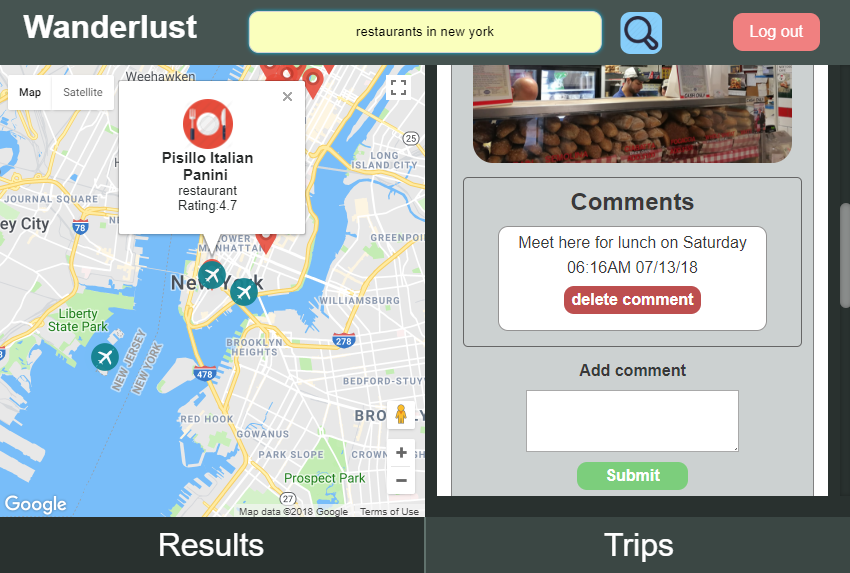 Wanderlust
restaurants in new york
Log out
Map
Satellite
Weehawken
×
Pisillo Italian
Panini
restaurant
Rating:4.7
25
LONG
ISLAND CITY
JOURNAL SQUARE
ey City
78
LOWER
MANHATTAN
GREENPOI
New York
WILLIAMSBURG
Liberty
State Park
NEW JERSEY
NEW YORK
BROOKLYN
HEIGHTS
278
478
BEDFORD-STUY
RED HOOK
BRO
GOWANUS
PARK SLOPE
CROWN
Prospect Park
27
+
−
Google
Map data ©2018 Google
Terms of Use
Comments
Meet here for lunch on Saturday
06:16AM 07/13/18
delete comment
Add comment
Submit
Results
Trips